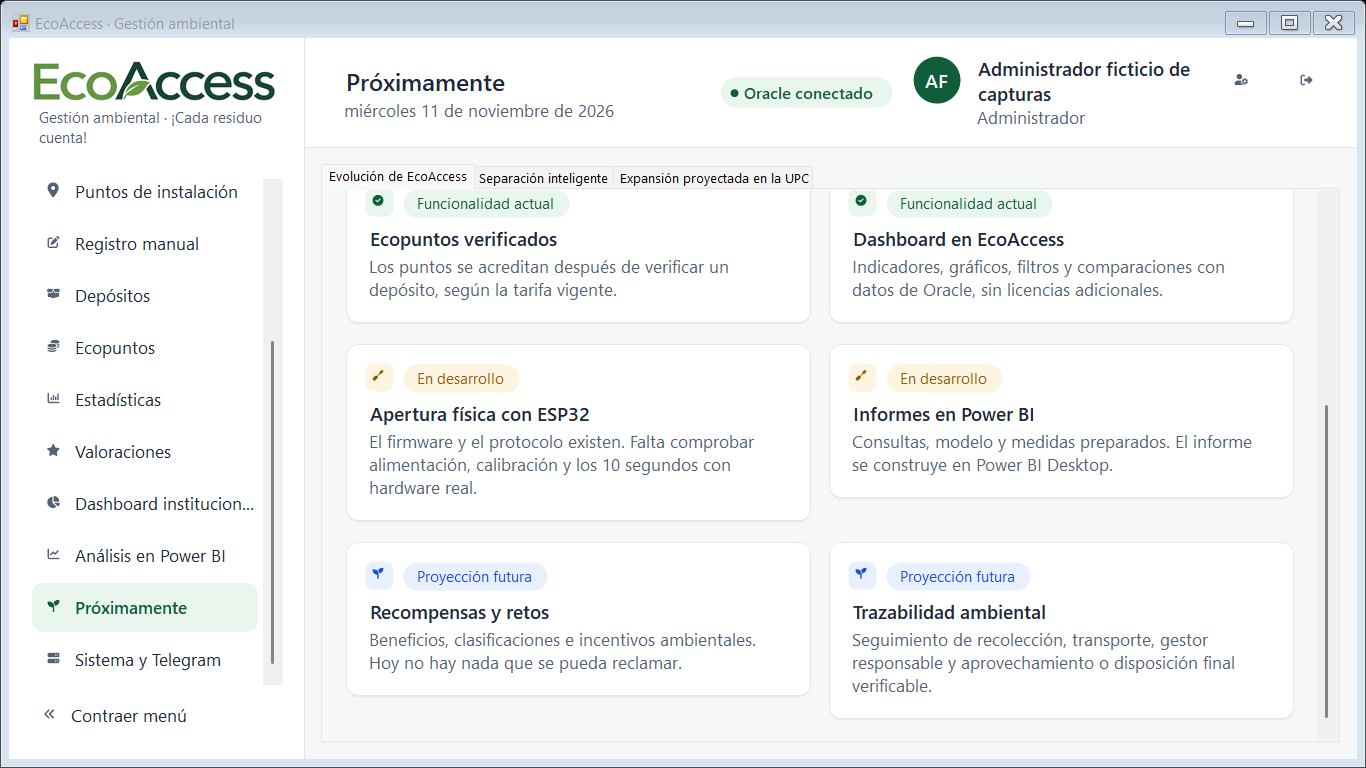 EcoAccess · Gestión ambiental
EcoAccess
Gestión ambiental · ¡Cada residuo
cuenta!
Puntos de instalación
Registro manual
Depósitos
Ecopuntos
Estadísticas
Valoraciones
Dashboard institucion...
Análisis en Power BI
Próximamente
Sistema y Telegram
Contraer menú
Próximamente
miércoles 11 de noviembre de 2026
Oracle conectado
AF
Administrador ficticio de
capturas
Administrador
Evolución de EcoAccess
Separación inteligente
Expansión proyectada en la UPC
Funcionalidad actual
Ecopuntos verificados
Los puntos se acreditan después de verificar un
depósito, según la tarifa vigente.
Funcionalidad actual
Dashboard en EcoAccess
Indicadores, gráficos, filtros y comparaciones con
datos de Oracle, sin licencias adicionales.
En desarrollo
Apertura física con ESP32
El firmware y el protocolo existen. Falta comprobar
alimentación, calibración y los 10 segundos con
hardware real.
En desarrollo
Informes en Power BI
Consultas, modelo y medidas preparados. El informe
se construye en Power BI Desktop.
Proyección futura
Recompensas y retos
Beneficios, clasificaciones e incentivos ambientales.
Hoy no hay nada que se pueda reclamar.
Proyección futura
Trazabilidad ambiental
Seguimiento de recolección, transporte, gestor
responsable y aprovechamiento o disposición final
verificable.